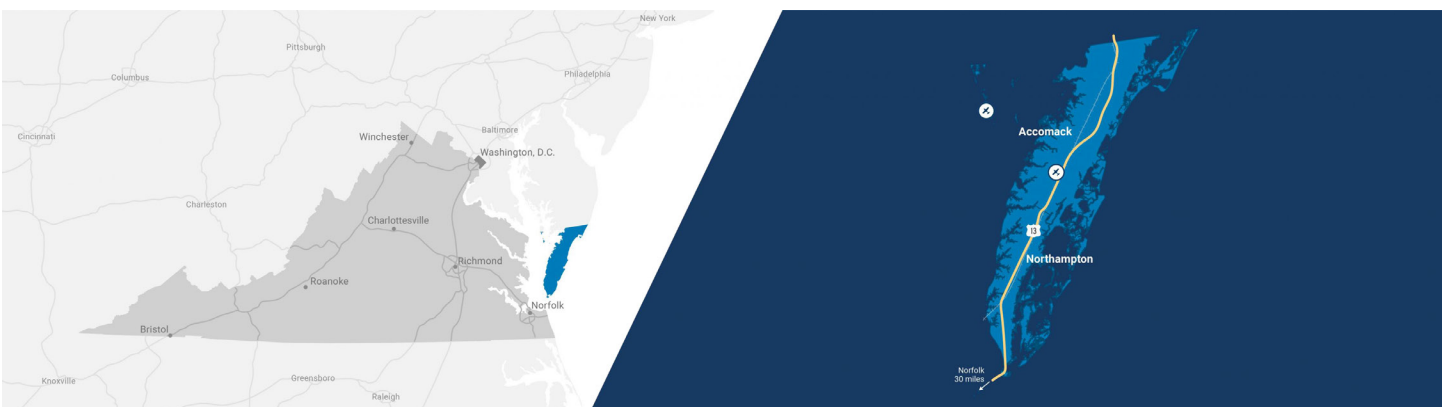 New York
Pittsburgh
Philadelphia
Columbus
Baltimore
Cincinnati
Winchester
Washington, D.C.
Charleston
Charlottesville
Richmond
Roanoke
Norfolk
Bristol
Knoxville
Greensboro
Raleigh
Accomack
13
Northampton
Norfolk
30 miles